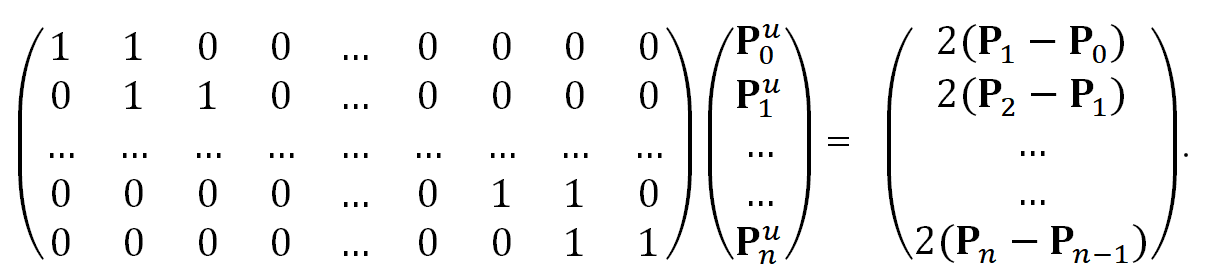 1 1 0 0 ... 0 0 0 0 𝐏₀ᵘ 2(𝐏₁ − 𝐏₀)
0 1 1 0 ... 0 0 0 0 𝐏₁ᵘ 2(𝐏₂ − 𝐏₁)
... ... ... ... ... ... ... ... ... ... = ... .
0 0 0 0 ... 0 1 1 0 ... ...
0 0 0 0 ... 0 0 1 1 𝐏ₙᵘ 2(𝐏ₙ − 𝐏ₙ₋₁)